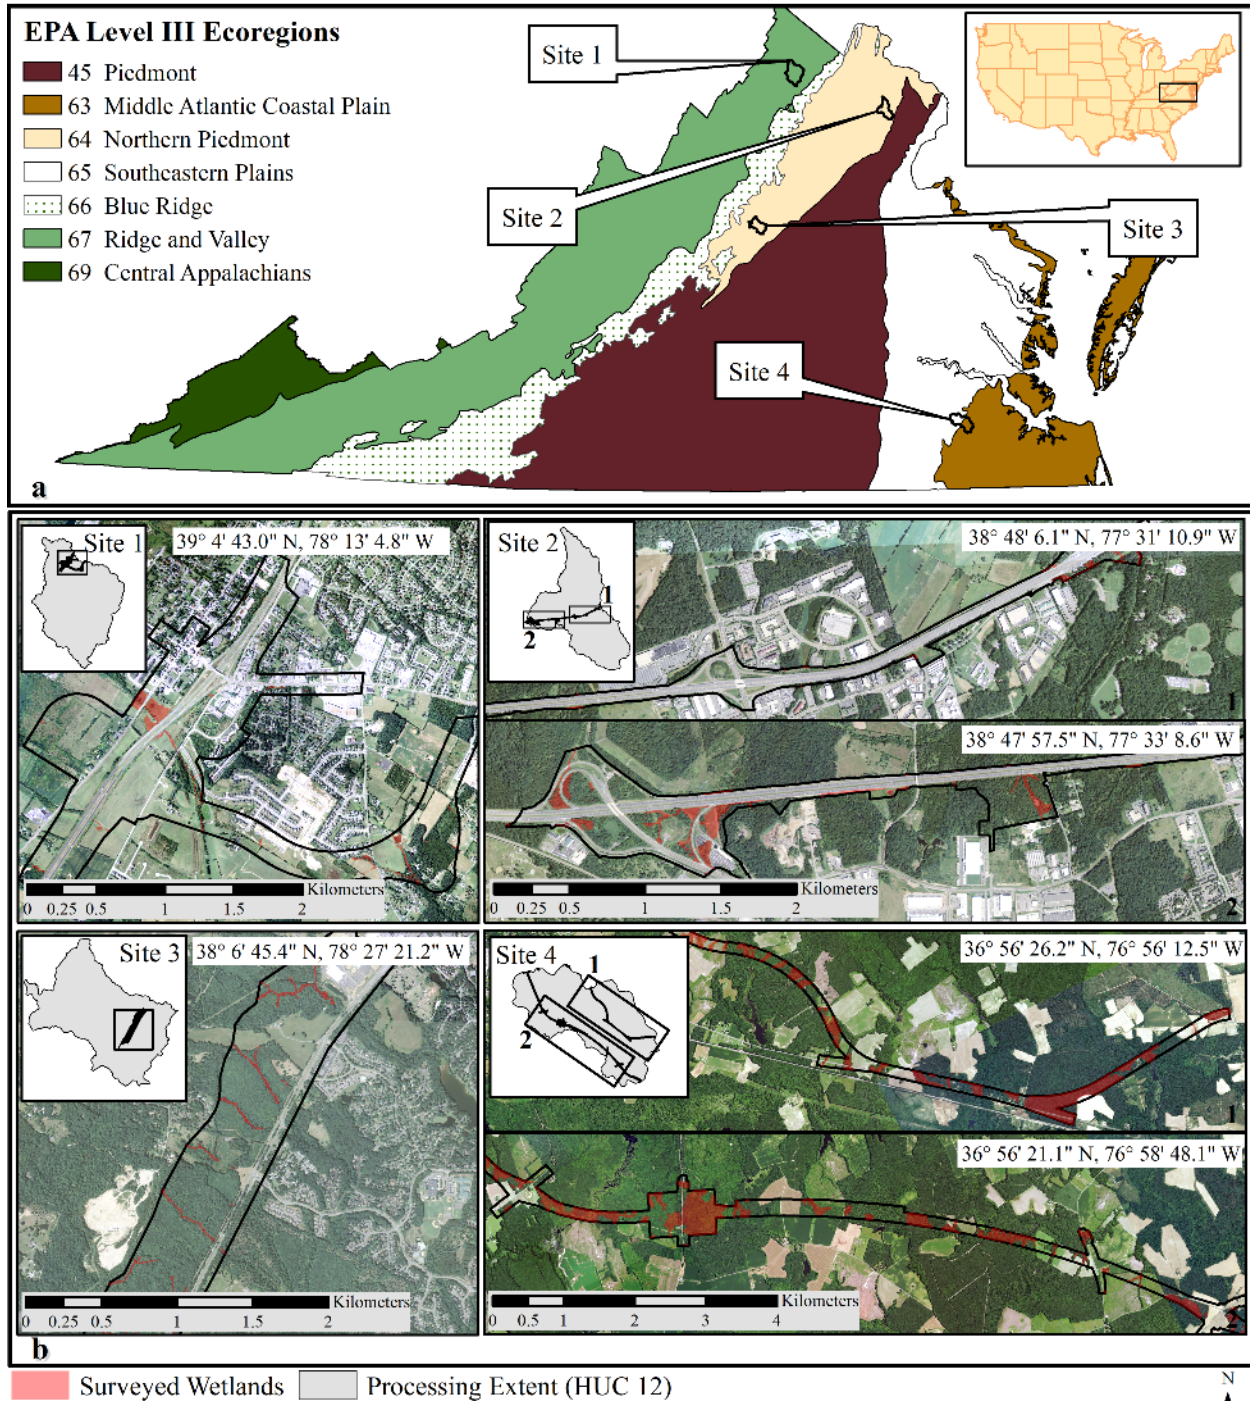 EPA Level III Ecoregions
45 Piedmont
63 Middle Atlantic Coastal Plain
64 Northern Piedmont
65 Southeastern Plains
66 Blue Ridge
67 Ridge and Valley
69 Central Appalachians
Site 1
Site 2
Site 3
Site 4
a
Site 1
39° 4' 43.0" N, 78° 13' 4.8" W
Kilometers
0 0.25 0.5 1 1.5 2
Site 2
1
2
38° 48' 6.1" N, 77° 31' 10.9" W
1
38° 47' 57.5" N, 77° 33' 8.6" W
Kilometers
0 0.25 0.5 1 1.5 2
2
Site 3
38° 6' 45.4" N, 78° 27' 21.2" W
Kilometers
0 0.25 0.5 1 1.5 2
Site 4
1
2
36° 56' 26.2" N, 76° 56' 12.5" W
1
36° 56' 21.1" N, 76° 58' 48.1" W
Kilometers
0 0.5 1 2 3 4
2
b
Surveyed Wetlands
Processing Extent (HUC 12)
N